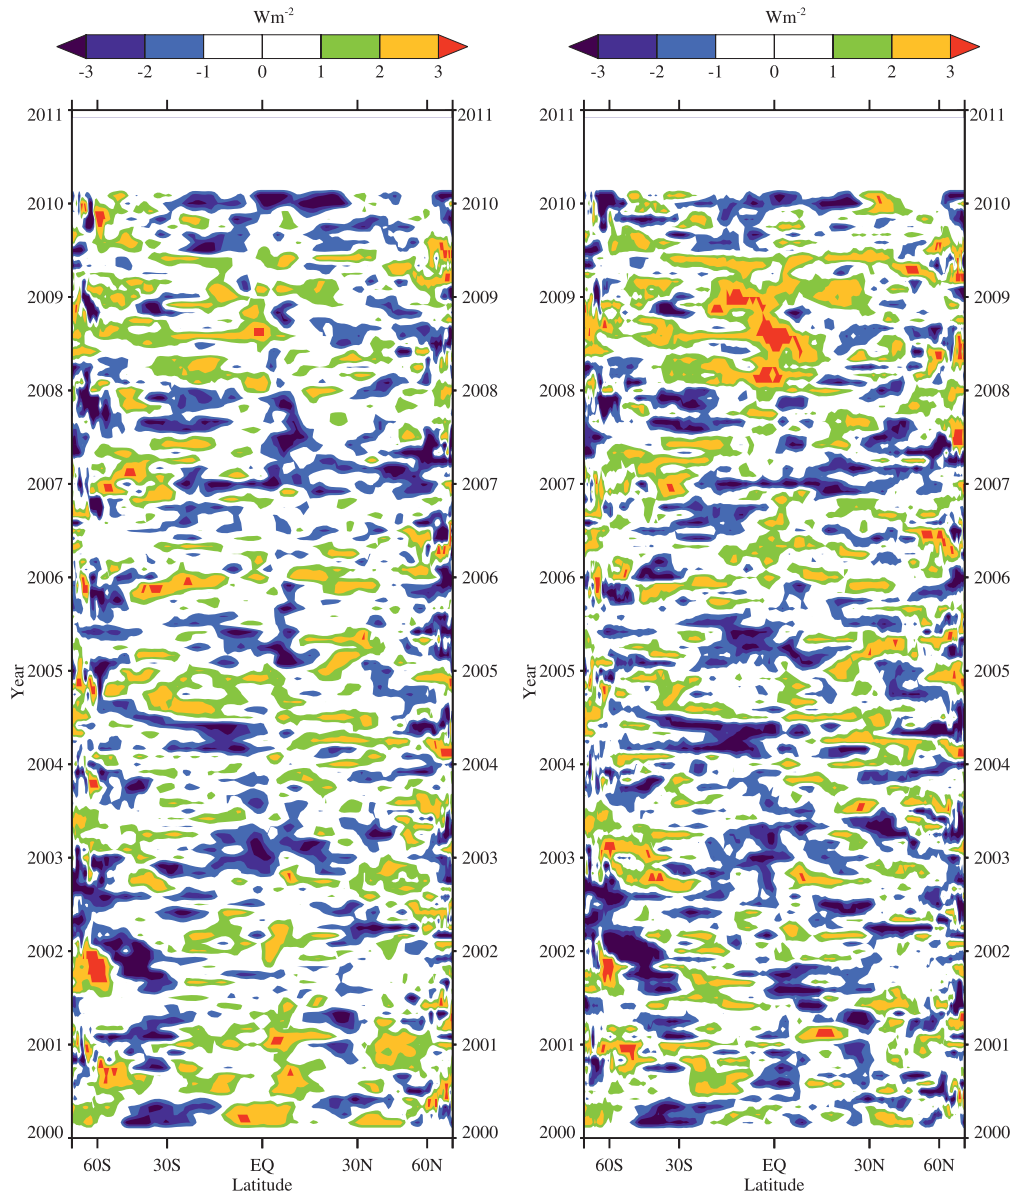 Wm-2 Wm-2
-3 -2 -1 0 1 2 3 -3 -2 -1 0 1 2 3
2011 2011 2011 2011
2010 2010 2010 2010
2009 2009 2009 2009
2008 2008 2008 2008
2007 2007 2007 2007
2006 2006 2006 2006
2005 2005 2005 2005
Year Year
2004 2004 2004 2004
2003 2003 2003 2003
2002 2002 2002 2002
2001 2001 2001 2001
2000 2000 2000 2000
60S 30S EQ 30N 60N 60S 30S EQ 30N 60N
Latitude Latitude